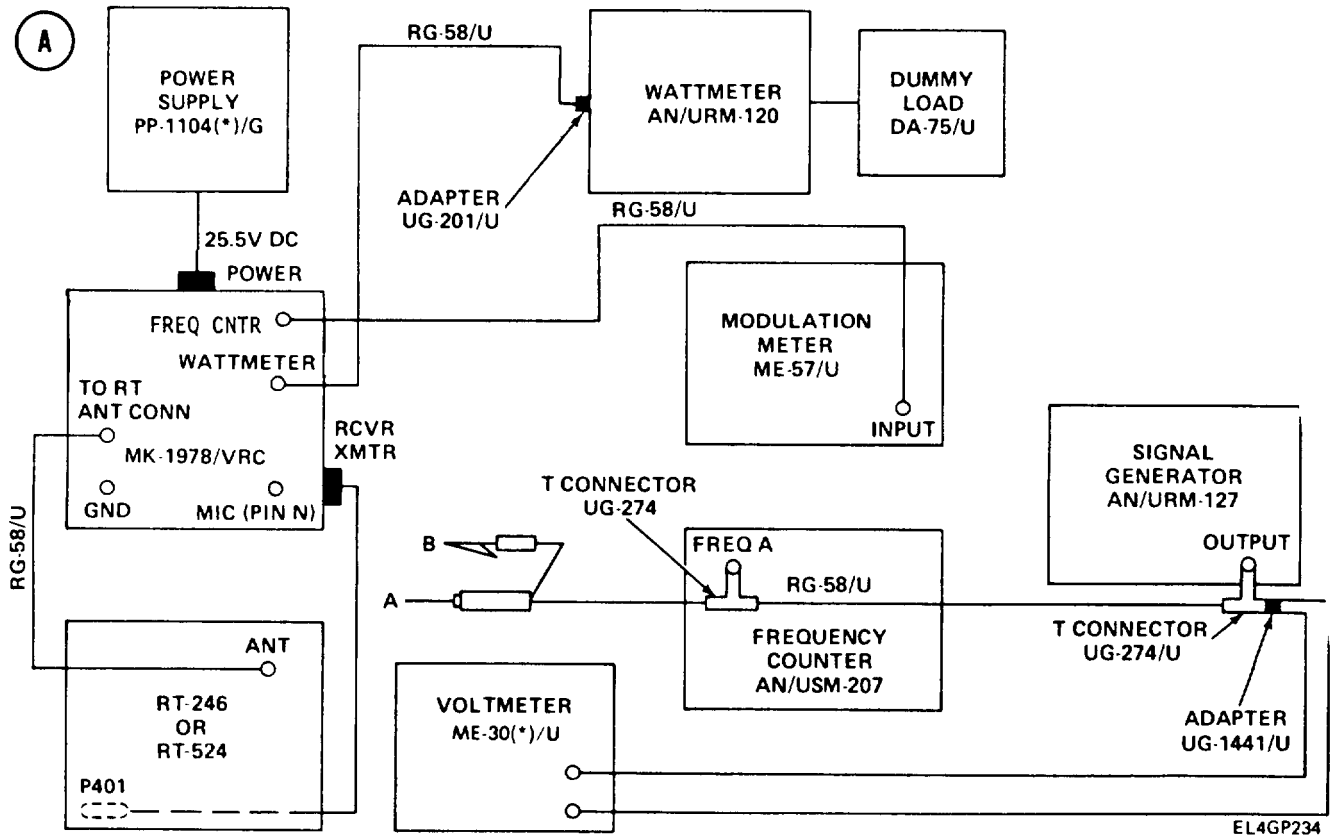 A
POWER
SUPPLY
PP-1104(*)/G
RG-58/U
WATTMETER
AN/URM-120
DUMMY
LOAD
DA-75/U
ADAPTER
UG-201/U
RG-58/U
25.5V DC
POWER
FREQ CNTR
WATTMETER
TO RT
ANT CONN
MK-1978/VRC
GND
MIC (PIN N)
RCVR
XMTR
MODULATION
METER
ME-57/U
INPUT
RG-58/U
T CONNECTOR
UG-274
SIGNAL
GENERATOR
AN/URM-127
OUTPUT
B
A
FREQ A
RG-58/U
FREQUENCY
COUNTER
AN/USM-207
T CONNECTOR
UG-274/U
ANT
RT-246
OR
RT-524
P401
VOLTMETER
ME-30(*)/U
ADAPTER
UG-1441/U
EL4GP234